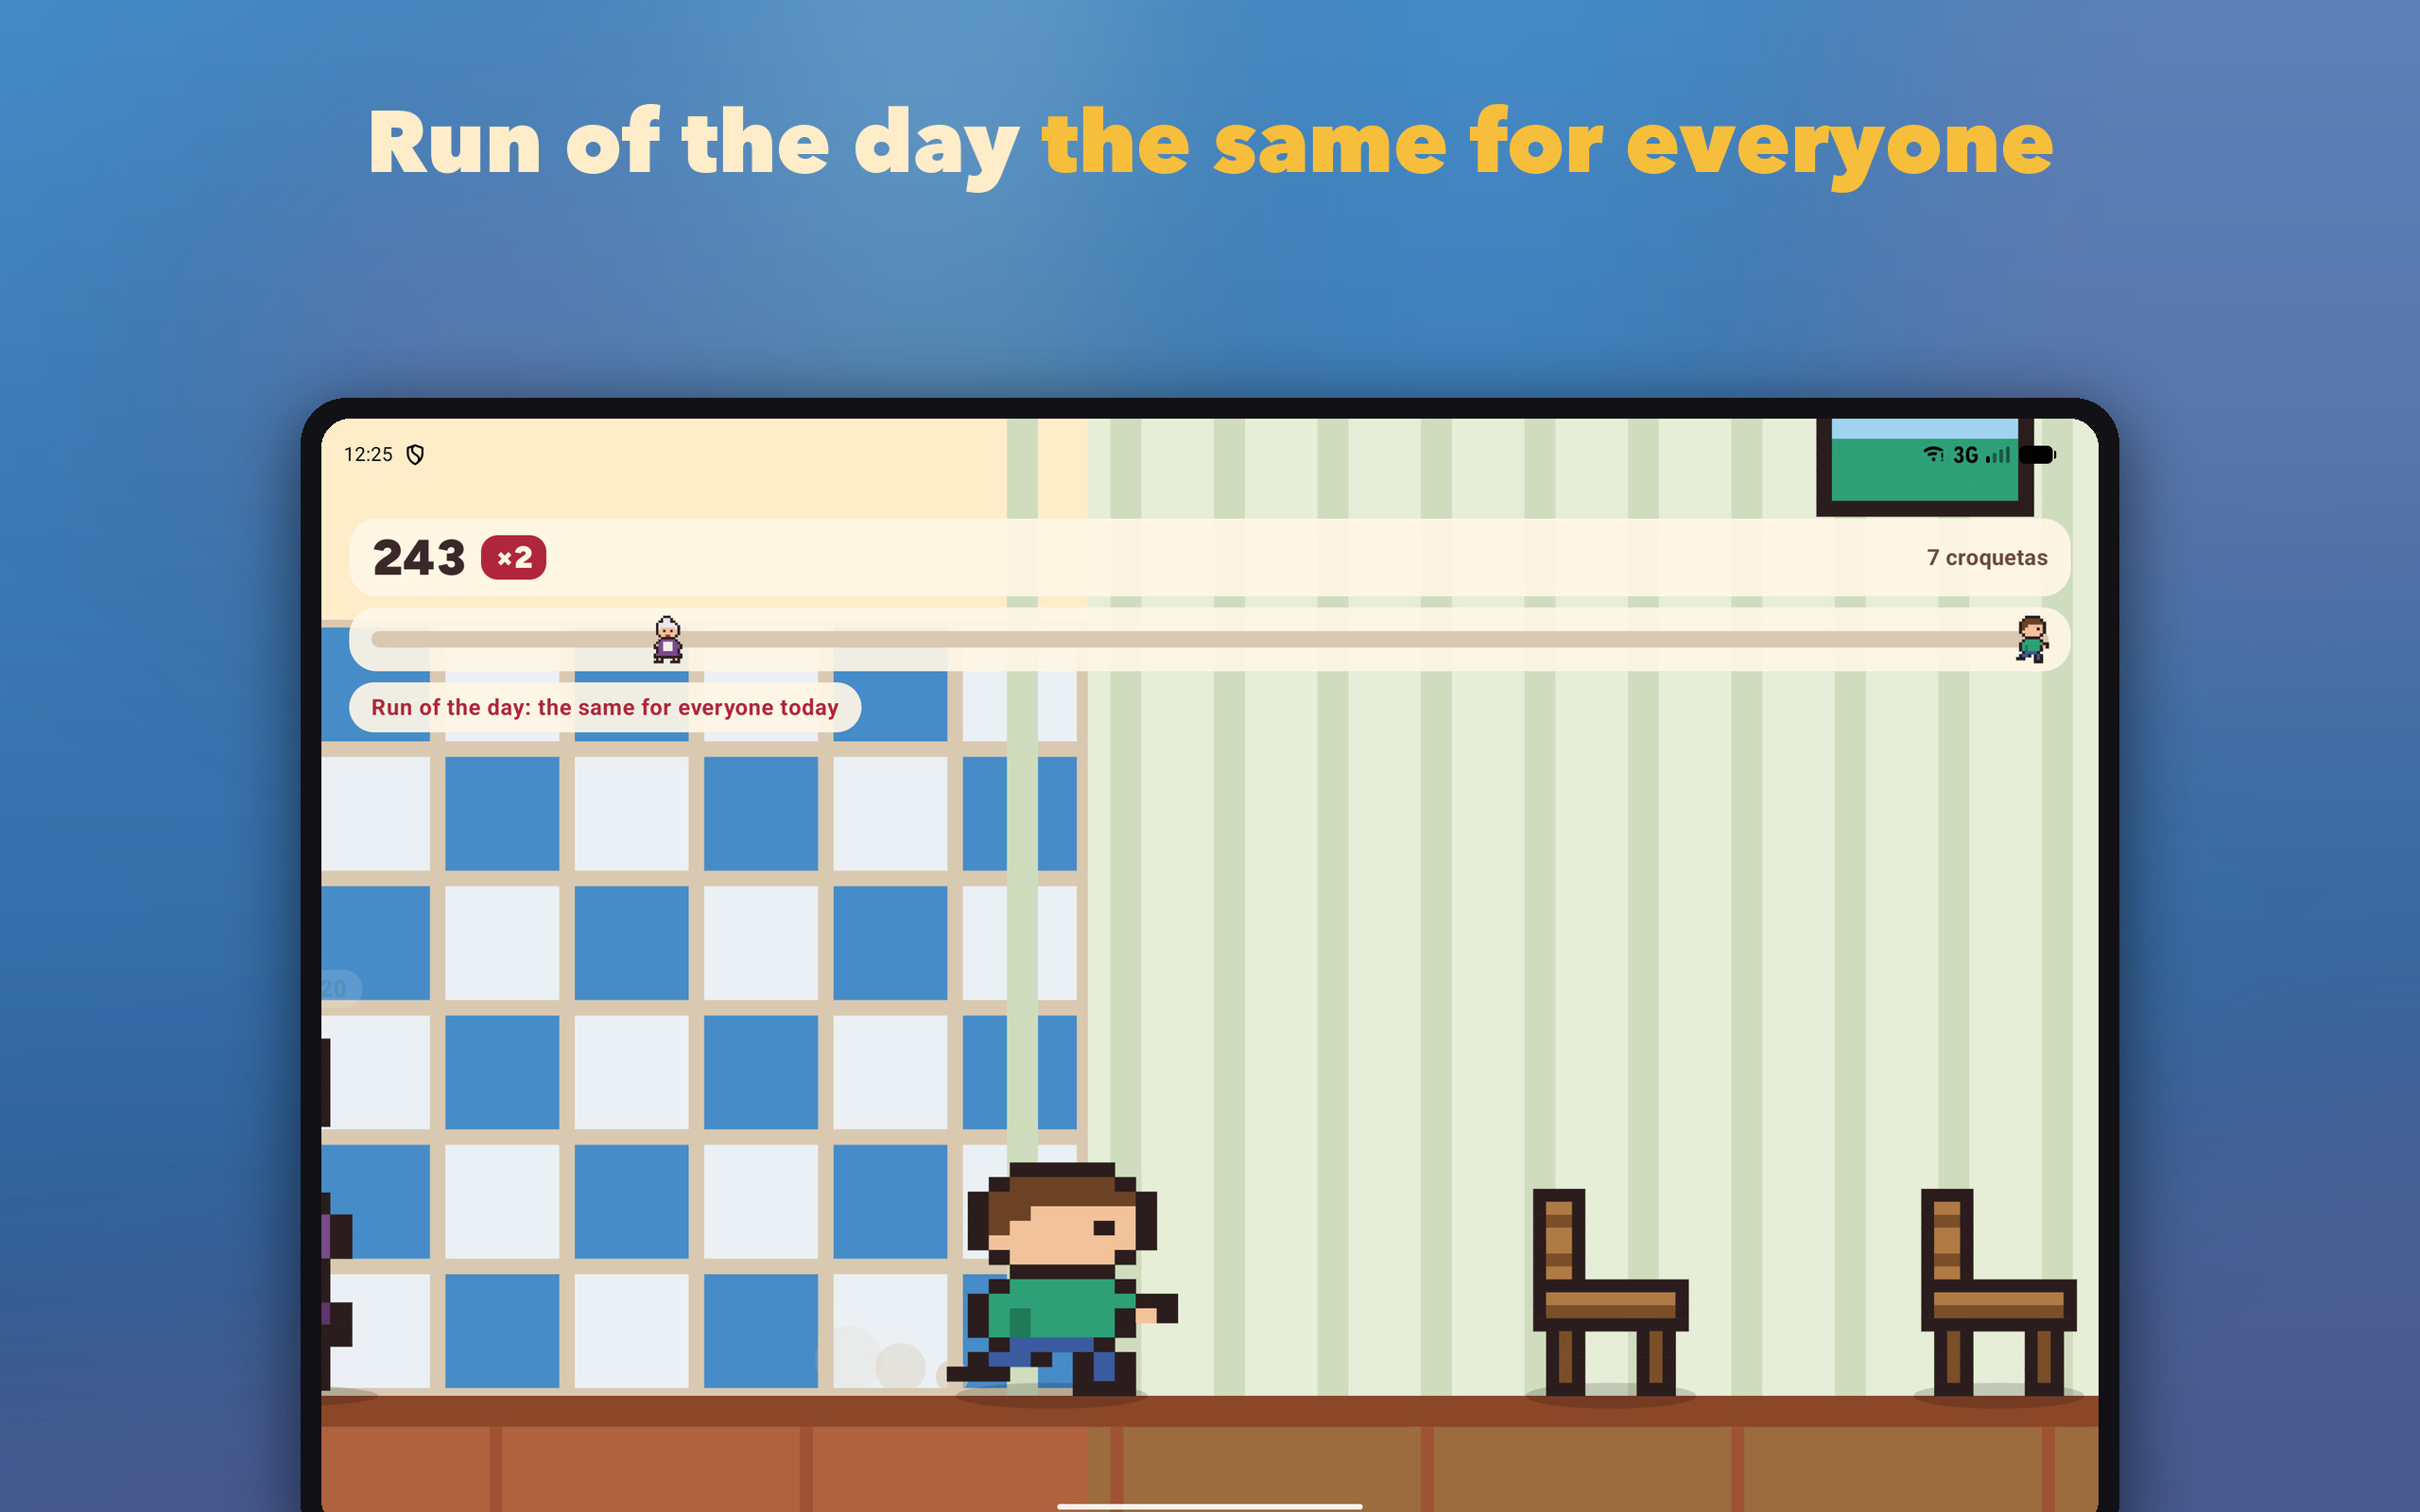 Run of the day the same for everyone
12:25
3G
243 ×2
7 croquetas
Run of the day: the same for everyone today
20